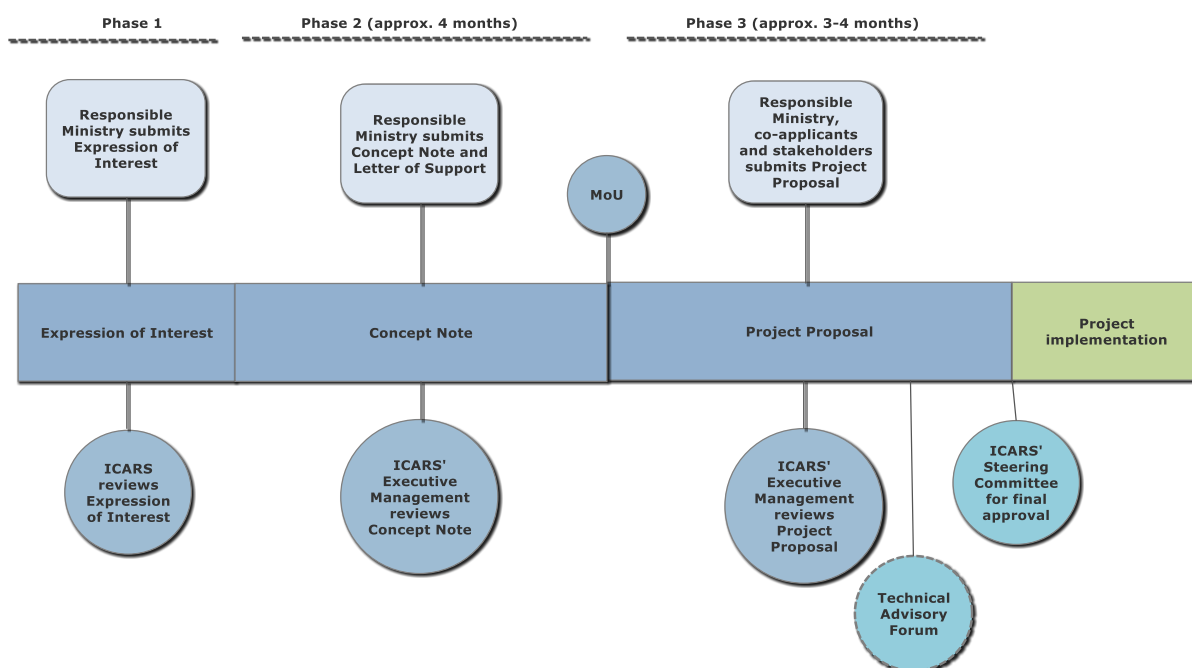 Phase 1
Phase 2 (approx. 4 months)
Phase 3 (approx. 3-4 months)
Responsible
Ministry submits
Expression of
Interest
Responsible
Ministry submits
Concept Note and
Letter of Support
MoU
Responsible
Ministry,
co-applicants
and stakeholders
submits Project
Proposal
Expression of Interest
Concept Note
Project Proposal
Project
implementation
ICARS
reviews
Expression
of Interest
ICARS'
Executive
Management
reviews
Concept Note
ICARS'
Executive
Management
reviews
Project
Proposal
Technical
Advisory
Forum
ICARS'
Steering
Committee
for final
approval